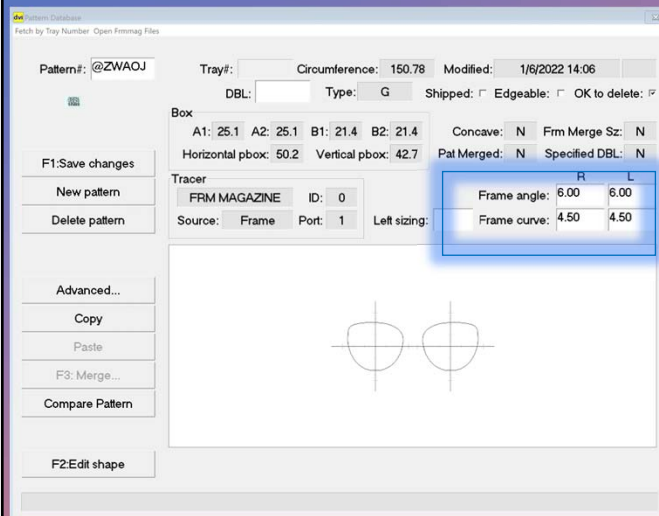 dvi Pattern Database
Fetch by Tray Number Open Frmmag Files
Pattern#: @ZWAOJ
Tray#: Circumference: 150.78 Modified: 1/6/2022 14:06
DBL: Type: G Shipped: Edgeable: OK to delete:
Box
A1: 25.1 A2: 25.1 B1: 21.4 B2: 21.4 Concave: N Frm Merge Sz: N
Horizontal pbox: 50.2 Vertical pbox: 42.7 Pat Merged: N Specified DBL: N
F1:Save changes
New pattern
Delete pattern
Tracer
FRM MAGAZINE ID: 0
Source: Frame Port: 1 Left sizing:
R L
Frame angle: 6.00 6.00
Frame curve: 4.50 4.50
Advanced...
Copy
Paste
F3: Merge...
Compare Pattern
F2:Edit shape